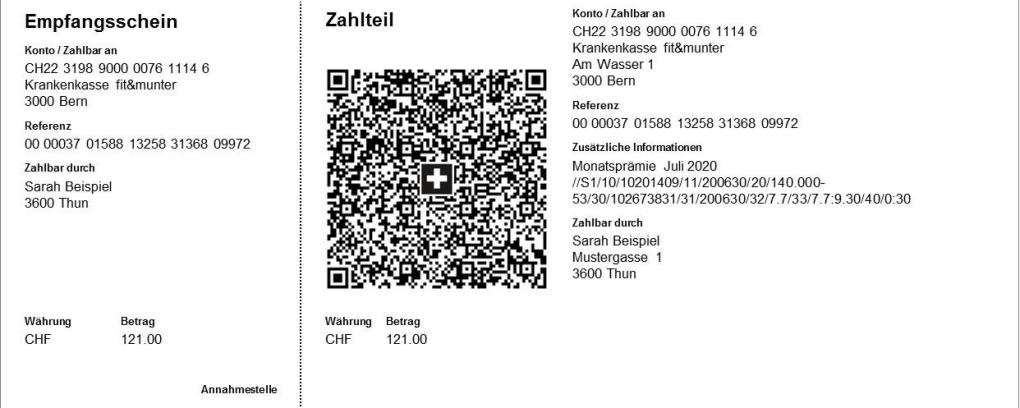 Empfangsschein
Konto / Zahlbar an
CH22 3198 9000 0076 1114 6
Krankenkasse fit&munter
3000 Bern
Referenz
00 00037 01588 13258 31368 09972
Zahlbar durch
Sarah Beispiel
3600 Thun
Währung Betrag
CHF 121.00
Annahmestelle
Zahlteil
Währung Betrag
CHF 121.00
Konto / Zahlbar an
CH22 3198 9000 0076 1114 6
Krankenkasse fit&munter
Am Wasser 1
3000 Bern
Referenz
00 00037 01588 13258 31368 09972
Zusätzliche Informationen
Monatsprämie Juli 2020
//S1/10/10201409/11/200630/20/140.000-
53/30/102673831/31/200630/32/7.7/33/7.7:9.30/40/0:30
Zahlbar durch
Sarah Beispiel
Mustergasse 1
3600 Thun